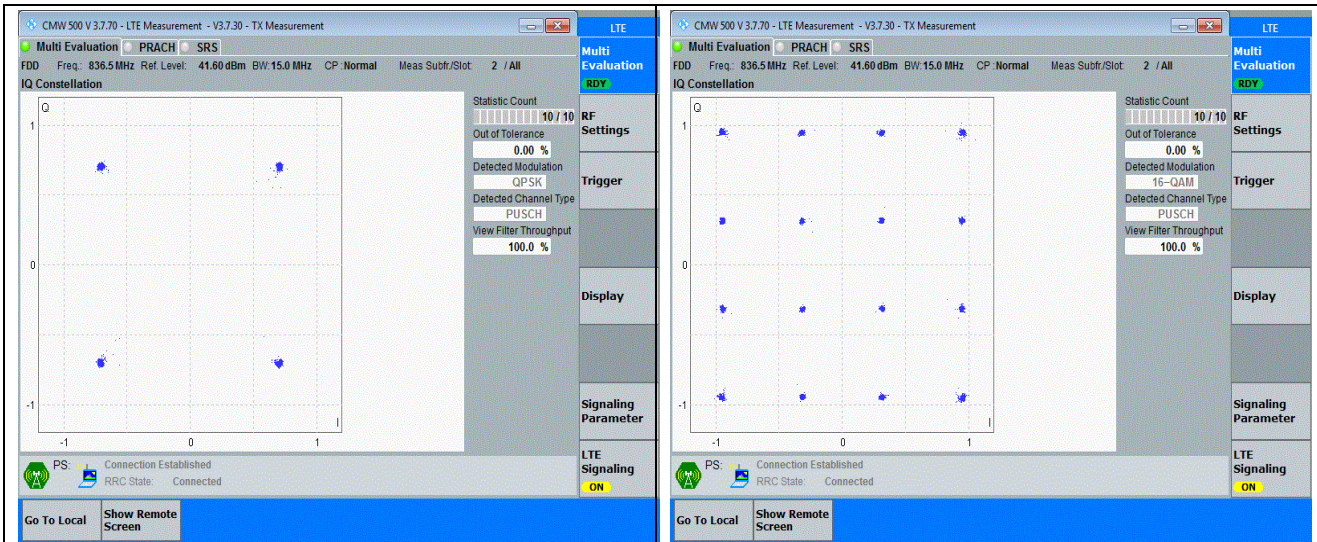 CMW 500 V 3.7.70 - LTE Measurement - V3.7.30 - TX Measurement
LTE
Multi Evaluation PRACH SRS
Multi
Evaluation
RDY
FDD Freq.: 836.5 MHz Ref. Level: 41.60 dBm BW: 15.0 MHz CP : Normal Meas Subfr./Slot: 2 / All
IQ Constellation
Q
1
0
-1
-1 0 1
I
Statistic Count
10 / 10
Out of Tolerance
0.00 %
Detected Modulation
QPSK
Detected Channel Type
PUSCH
View Filter Throughput
100.0 %
RF
Settings
Trigger
Display
Signaling
Parameter
LTE
Signaling
ON
PS: Connection Established
RRC State: Connected
Go To Local
Show Remote
Screen
CMW 500 V 3.7.70 - LTE Measurement - V3.7.30 - TX Measurement
LTE
Multi Evaluation PRACH SRS
Multi
Evaluation
RDY
FDD Freq.: 836.5 MHz Ref. Level: 41.60 dBm BW: 15.0 MHz CP : Normal Meas Subfr./Slot: 2 / All
IQ Constellation
Q
1
0
-1
-1 0 1
I
Statistic Count
10 / 10
Out of Tolerance
0.00 %
Detected Modulation
16-QAM
Detected Channel Type
PUSCH
View Filter Throughput
100.0 %
RF
Settings
Trigger
Display
Signaling
Parameter
LTE
Signaling
ON
PS: Connection Established
RRC State: Connected
Go To Local
Show Remote
Screen